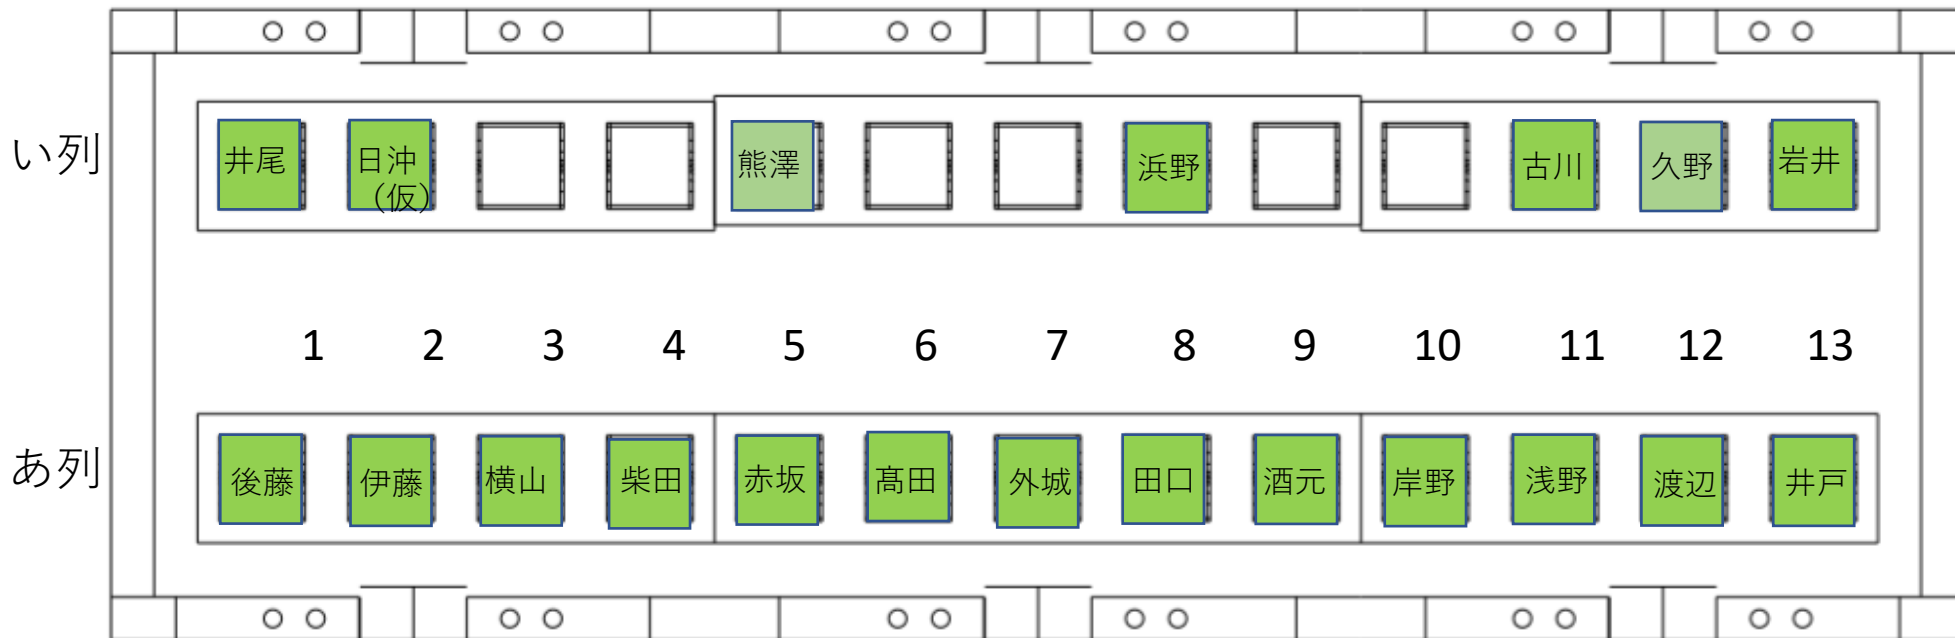 い列
井尾
日沖
（仮）
熊澤
浜野
古川
久野
岩井
1 2 3 4 5 6 7 8 9 10 11 12 13
あ列
後藤
伊藤
横山
柴田
赤坂
髙田
外城
田口
酒元
岸野
浅野
渡辺
井戸